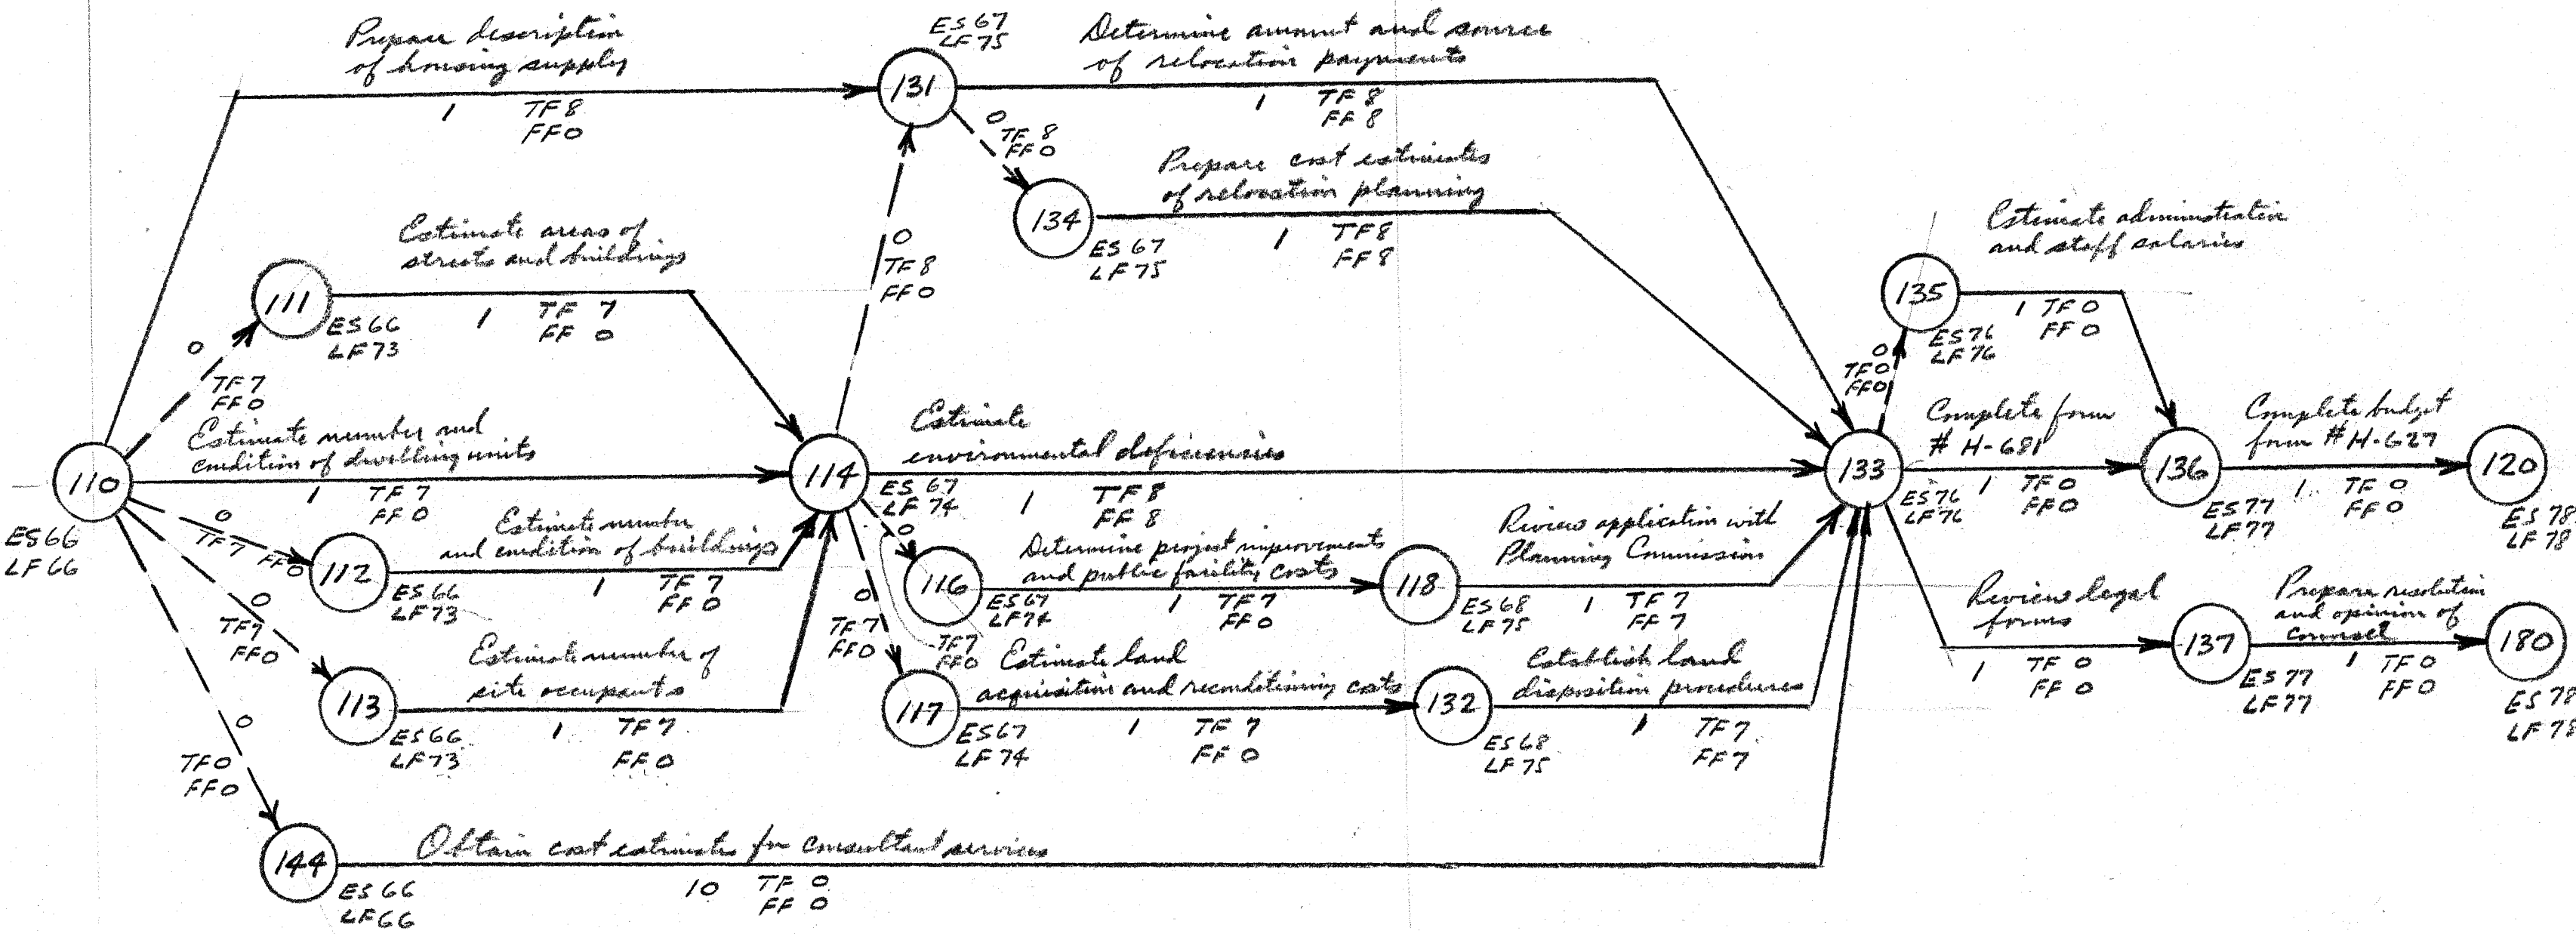 Prepare description
of housing supply
1 TF 8
FF 0
ES 67
LF 75
131
Determine amount and source
of relocation payments
1 TF 8
FF 8
0
TF 8
FF 0
134
ES 67
LF 75
Prepare cost estimates
of relocation planning
1 TF 8
FF 8
0
TF 8
FF 0
Estimate areas of
streets and buildings
111
ES 66
LF 73
1 TF 7
FF 0
0
TF 7
FF 0
135
ES 76
LF 76
Estimate administrative
and staff salaries
1 TF 0
FF 0
0
TF 0
FF 0
110
ES 66
LF 66
Estimate number and
condition of dwelling units
1 TF 7
FF 0
114
ES 67
LF 74
Estimate
environmental deficiencies
1 TF 8
FF 8
133
ES 76
LF 76
Complete form
# H-681
1 TF 0
FF 0
136
ES 77
LF 77
Complete budget
form # H-627
1 TF 0
FF 0
120
ES 78
LF 78
0
TF 7 FF 0
112
ES 66
LF 73
Estimate number
and condition of buildings
1 TF 7
FF 0
0
TF 7
FF 0
116
ES 67
LF 74
Determine project improvements
and public facility costs
1 TF 7
FF 0
118
ES 68
LF 75
Review application with
Planning Commission
1 TF 7
FF 7
Review legal
forms
1 TF 0
FF 0
137
ES 77
LF 77
Prepare resolution
and opinion of
counsel
1 TF 0
FF 0
180
ES 78
LF 78
0
TF 7
FF 0
113
ES 66
LF 73
Estimate number of
site occupants
1 TF 7
FF 0
0
TF 7
FF 0
117
ES 67
LF 74
Estimate land
acquisition and reconditioning costs
1 TF 7
FF 0
132
ES 68
LF 75
Establish land
disposition procedures
1 TF 7
FF 7
0
TF 0
FF 0
144
ES 66
LF 66
Obtain cost estimates for consultant services
10 TF 0
FF 0